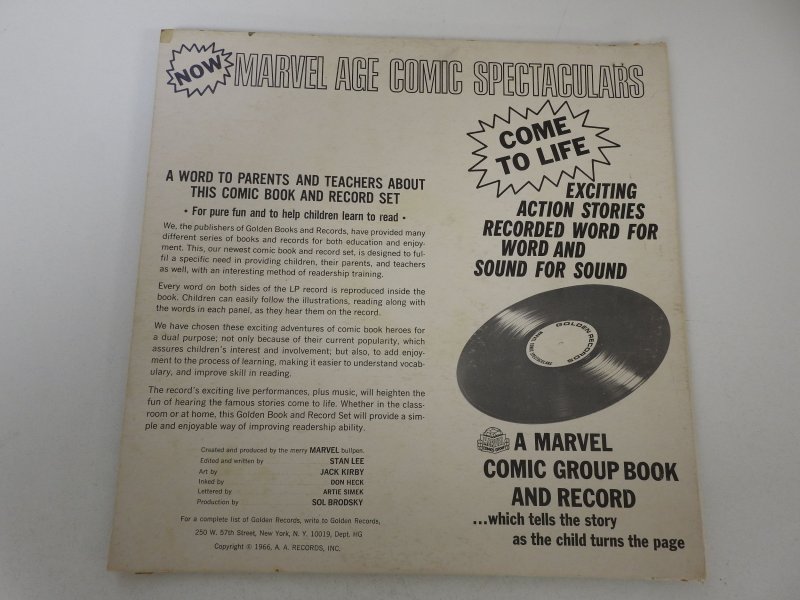 NOW MARVEL AGE COMIC SPECTACULARS
COME
TO LIFE
EXCITING
ACTION STORIES
RECORDED WORD FOR
WORD AND
SOUND FOR SOUND
A WORD TO PARENTS AND TEACHERS ABOUT
THIS COMIC BOOK AND RECORD SET
• For pure fun and to help children learn to read •
We, the publishers of Golden Books and Records, have provided many
different series of books and records for both education and enjoy-
ment. This, our newest comic book and record set, is designed to ful-
fil a specific need in providing children, their parents, and teachers
as well, with an interesting method of readership training.
Every word on both sides of the LP record is reproduced inside the
book. Children can easily follow the illustrations, reading along with
the words in each panel, as they hear them on the record.
We have chosen these exciting adventures of comic book heroes for
a dual purpose; not only because of their current popularity, which
assures children's interest and involvement; but also, to add enjoy-
ment to the process of learning, making it easier to understand vocab-
ulary, and improve skill in reading.
The record's exciting live performances, plus music, will heighten the
fun of hearing the famous stories come to life. Whether in the class-
room or at home, this Golden Book and Record Set will provide a sim-
ple and enjoyable way of improving readership ability.
Created and produced by the merry MARVEL bullpen.
Edited and written by STAN LEE
Art by JACK KIRBY
Inked by DON HECK
Lettered by ARTIE SIMEK
Production by SOL BRODSKY
For a complete list of Golden Records, write to Golden Records,
250 W. 57th Street, New York, N. Y. 10019, Dept. HG
Copyright © 1966, A. A. RECORDS, INC.
GOLDEN RECORDS
A MARVEL
COMIC GROUP BOOK
AND RECORD
...which tells the story
as the child turns the page